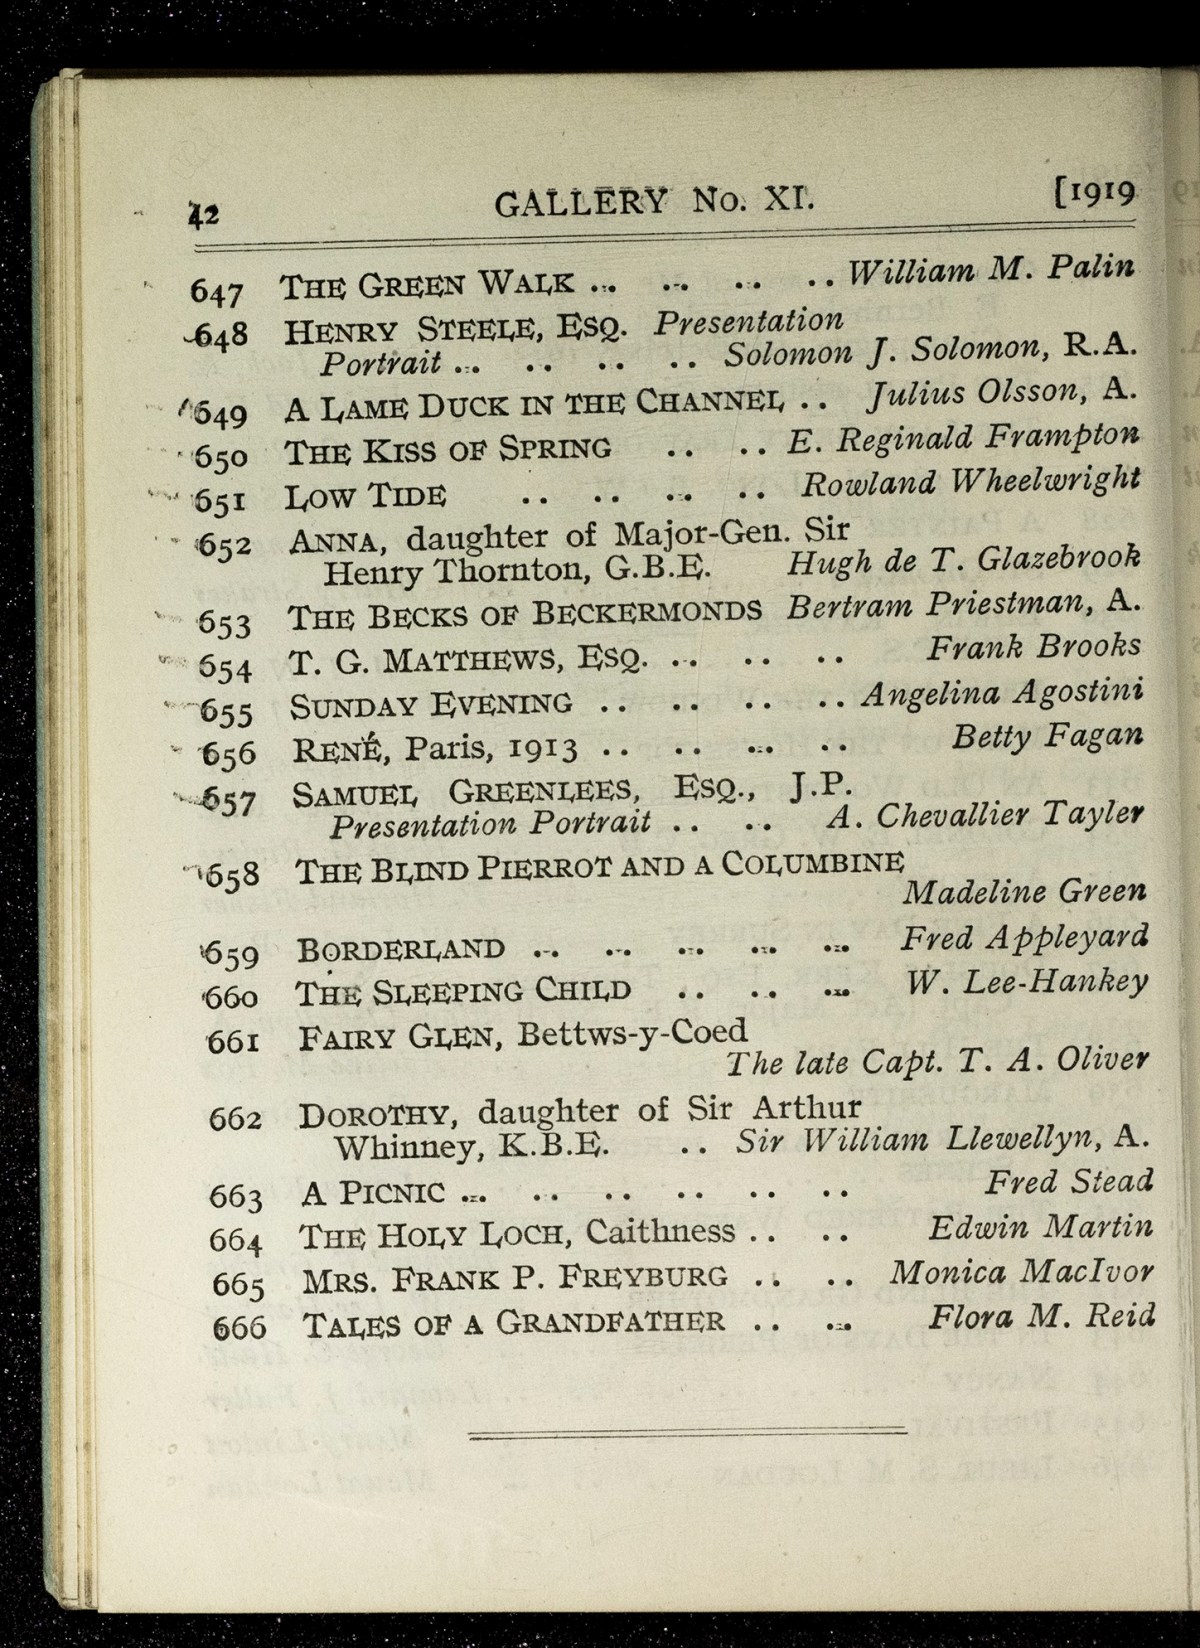 42 GALLERY No. XI. [1919
647 THE GREEN WALK .. .. .. .. William M. Palin
648 HENRY STEELE, ESQ. Presentation
Portrait .. .. .. .. Solomon J. Solomon, R.A.
649 A LAME DUCK IN THE CHANNEL .. Julius Olsson, A.
650 THE KISS OF SPRING .. .. E. Reginald Frampton
651 LOW TIDE .. .. .. .. Rowland Wheelwright
652 ANNA, daughter of Major-Gen. Sir
Henry Thornton, G.B.E. Hugh de T. Glazebrook
653 THE BECKS OF BECKERMONDS Bertram Priestman, A.
654 T. G. MATTHEWS, ESQ. .. .. .. Frank Brooks
655 SUNDAY EVENING .. .. .. .. Angelina Agostini
656 RENÉ, Paris, 1913 .. .. .. .. Betty Fagan
657 SAMUEL GREENLEES, ESQ., J.P.
Presentation Portrait .. .. A. Chevallier Tayler
658 THE BLIND PIERROT AND A COLUMBINE
Madeline Green
659 BORDERLAND .. .. .. .. .. Fred Appleyard
660 THE SLEEPING CHILD .. .. .. W. Lee-Hankey
661 FAIRY GLEN, Bettws-y-Coed
The late Capt. T. A. Oliver
662 DOROTHY, daughter of Sir Arthur
Whinney, K.B.E. .. Sir William Llewellyn, A.
663 A PICNIC .. .. .. .. .. .. Fred Stead
664 THE HOLY LOCH, Caithness .. .. Edwin Martin
665 MRS. FRANK P. FREYBURG .. .. Monica MacIvor
666 TALES OF A GRANDFATHER .. .. Flora M. Reid